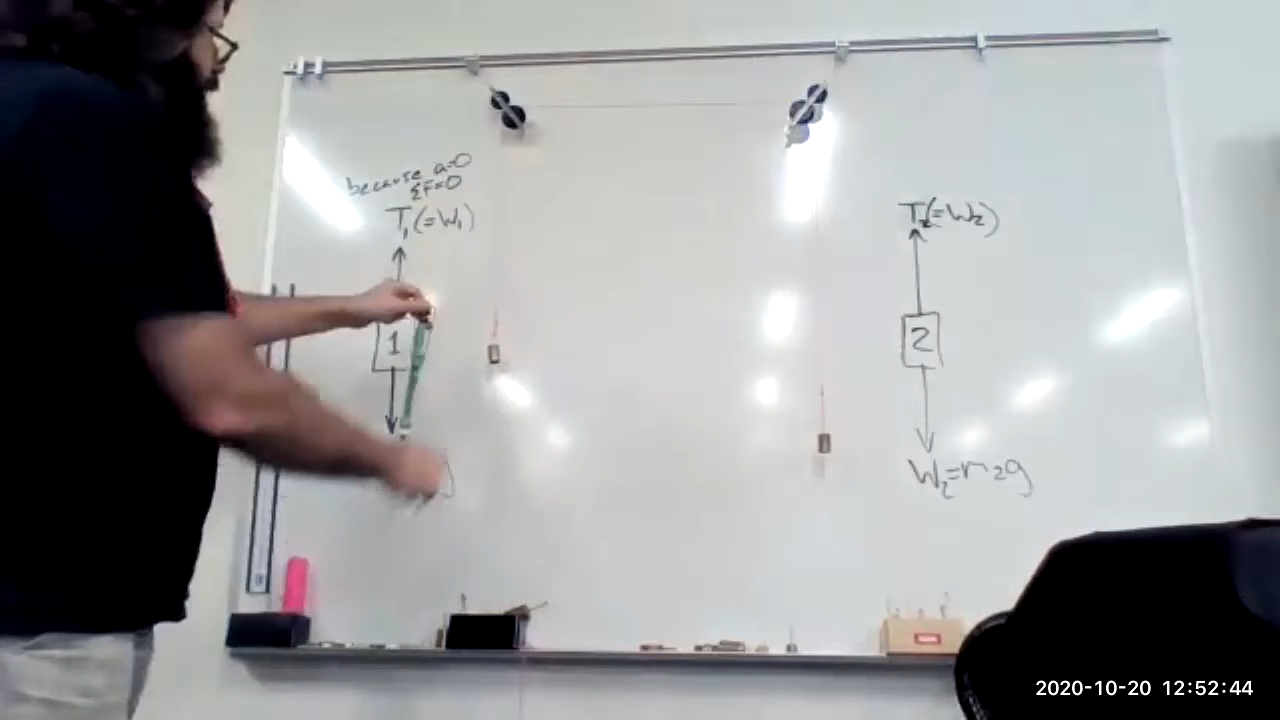 because a=0
ΣF=0
T₁(=W₁)
1
g
T₂(=W₂)
2
W₂=m₂g
2020-10-20 12:52:44